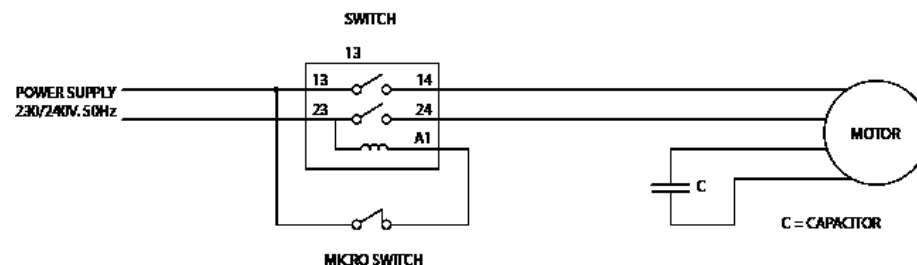 SWITCH
13
13 14
POWER SUPPLY
230/240V. 50Hz
23 24
A1
MOTOR
C
C = CAPACITOR
MICRO SWITCH